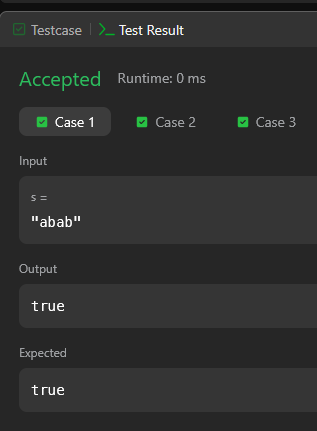 Testcase Test Result
Accepted Runtime: 0 ms
Case 1 Case 2 Case 3
Input
s =
"abab"
Output
true
Expected
true